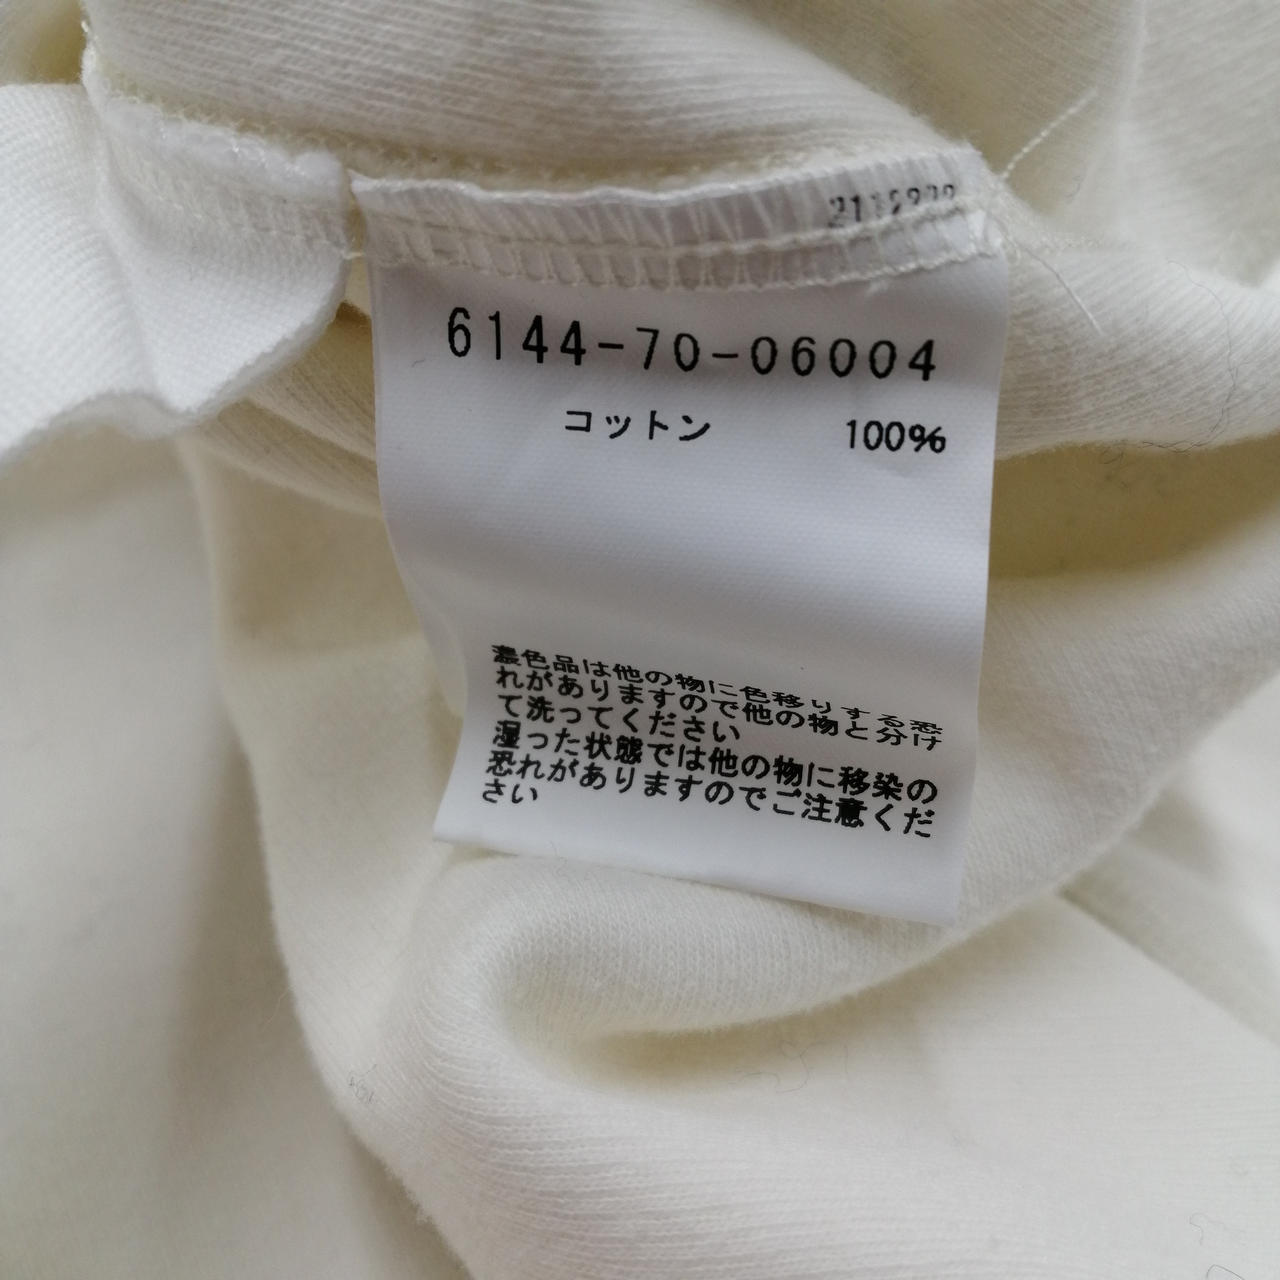 6144-70-06004
コットン 100%
濃色品は他の物に色移りする恐
れがありますので他の物と分け
て洗ってください
湿った状態では他の物に移染の
恐れがありますのでご注意くだ
さい